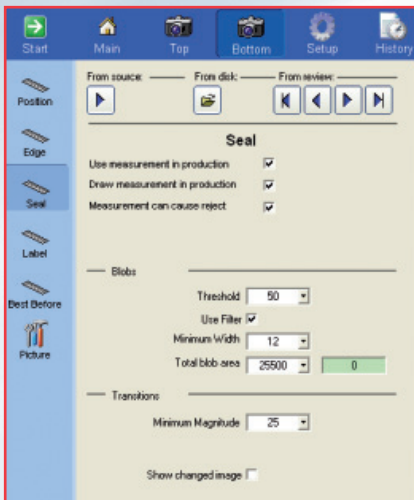 Start Main Top Bottom Setup History
From source: From disk: From review:
Position
Edge
Seal
Label
Best Before
Picture
Seal
Use measurement in production
Draw measurement in production
Measurement can cause reject
Blobs
Threshold 50
Use Filter
Minimum Width 12
Total blob area 25500 0
Transitions
Minimum Magnitude 25
Show changed image